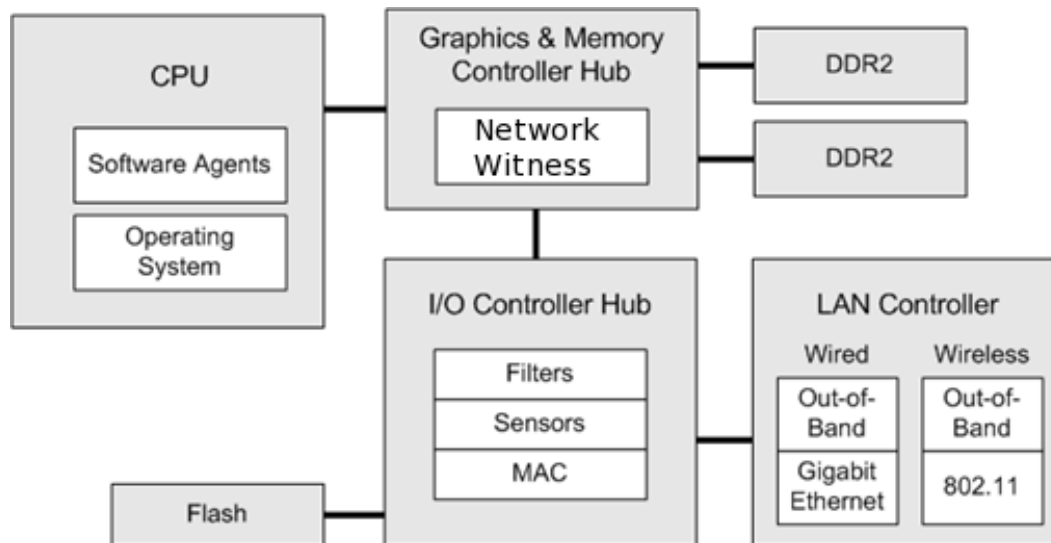 CPU
Software Agents
Operating
System
Graphics & Memory
Controller Hub
Network
Witness
DDR2
DDR2
I/O Controller Hub
Filters
Sensors
MAC
Flash
LAN Controller
Wired
Out-of-
Band
Gigabit
Ethernet
Wireless
Out-of-
Band
802.11